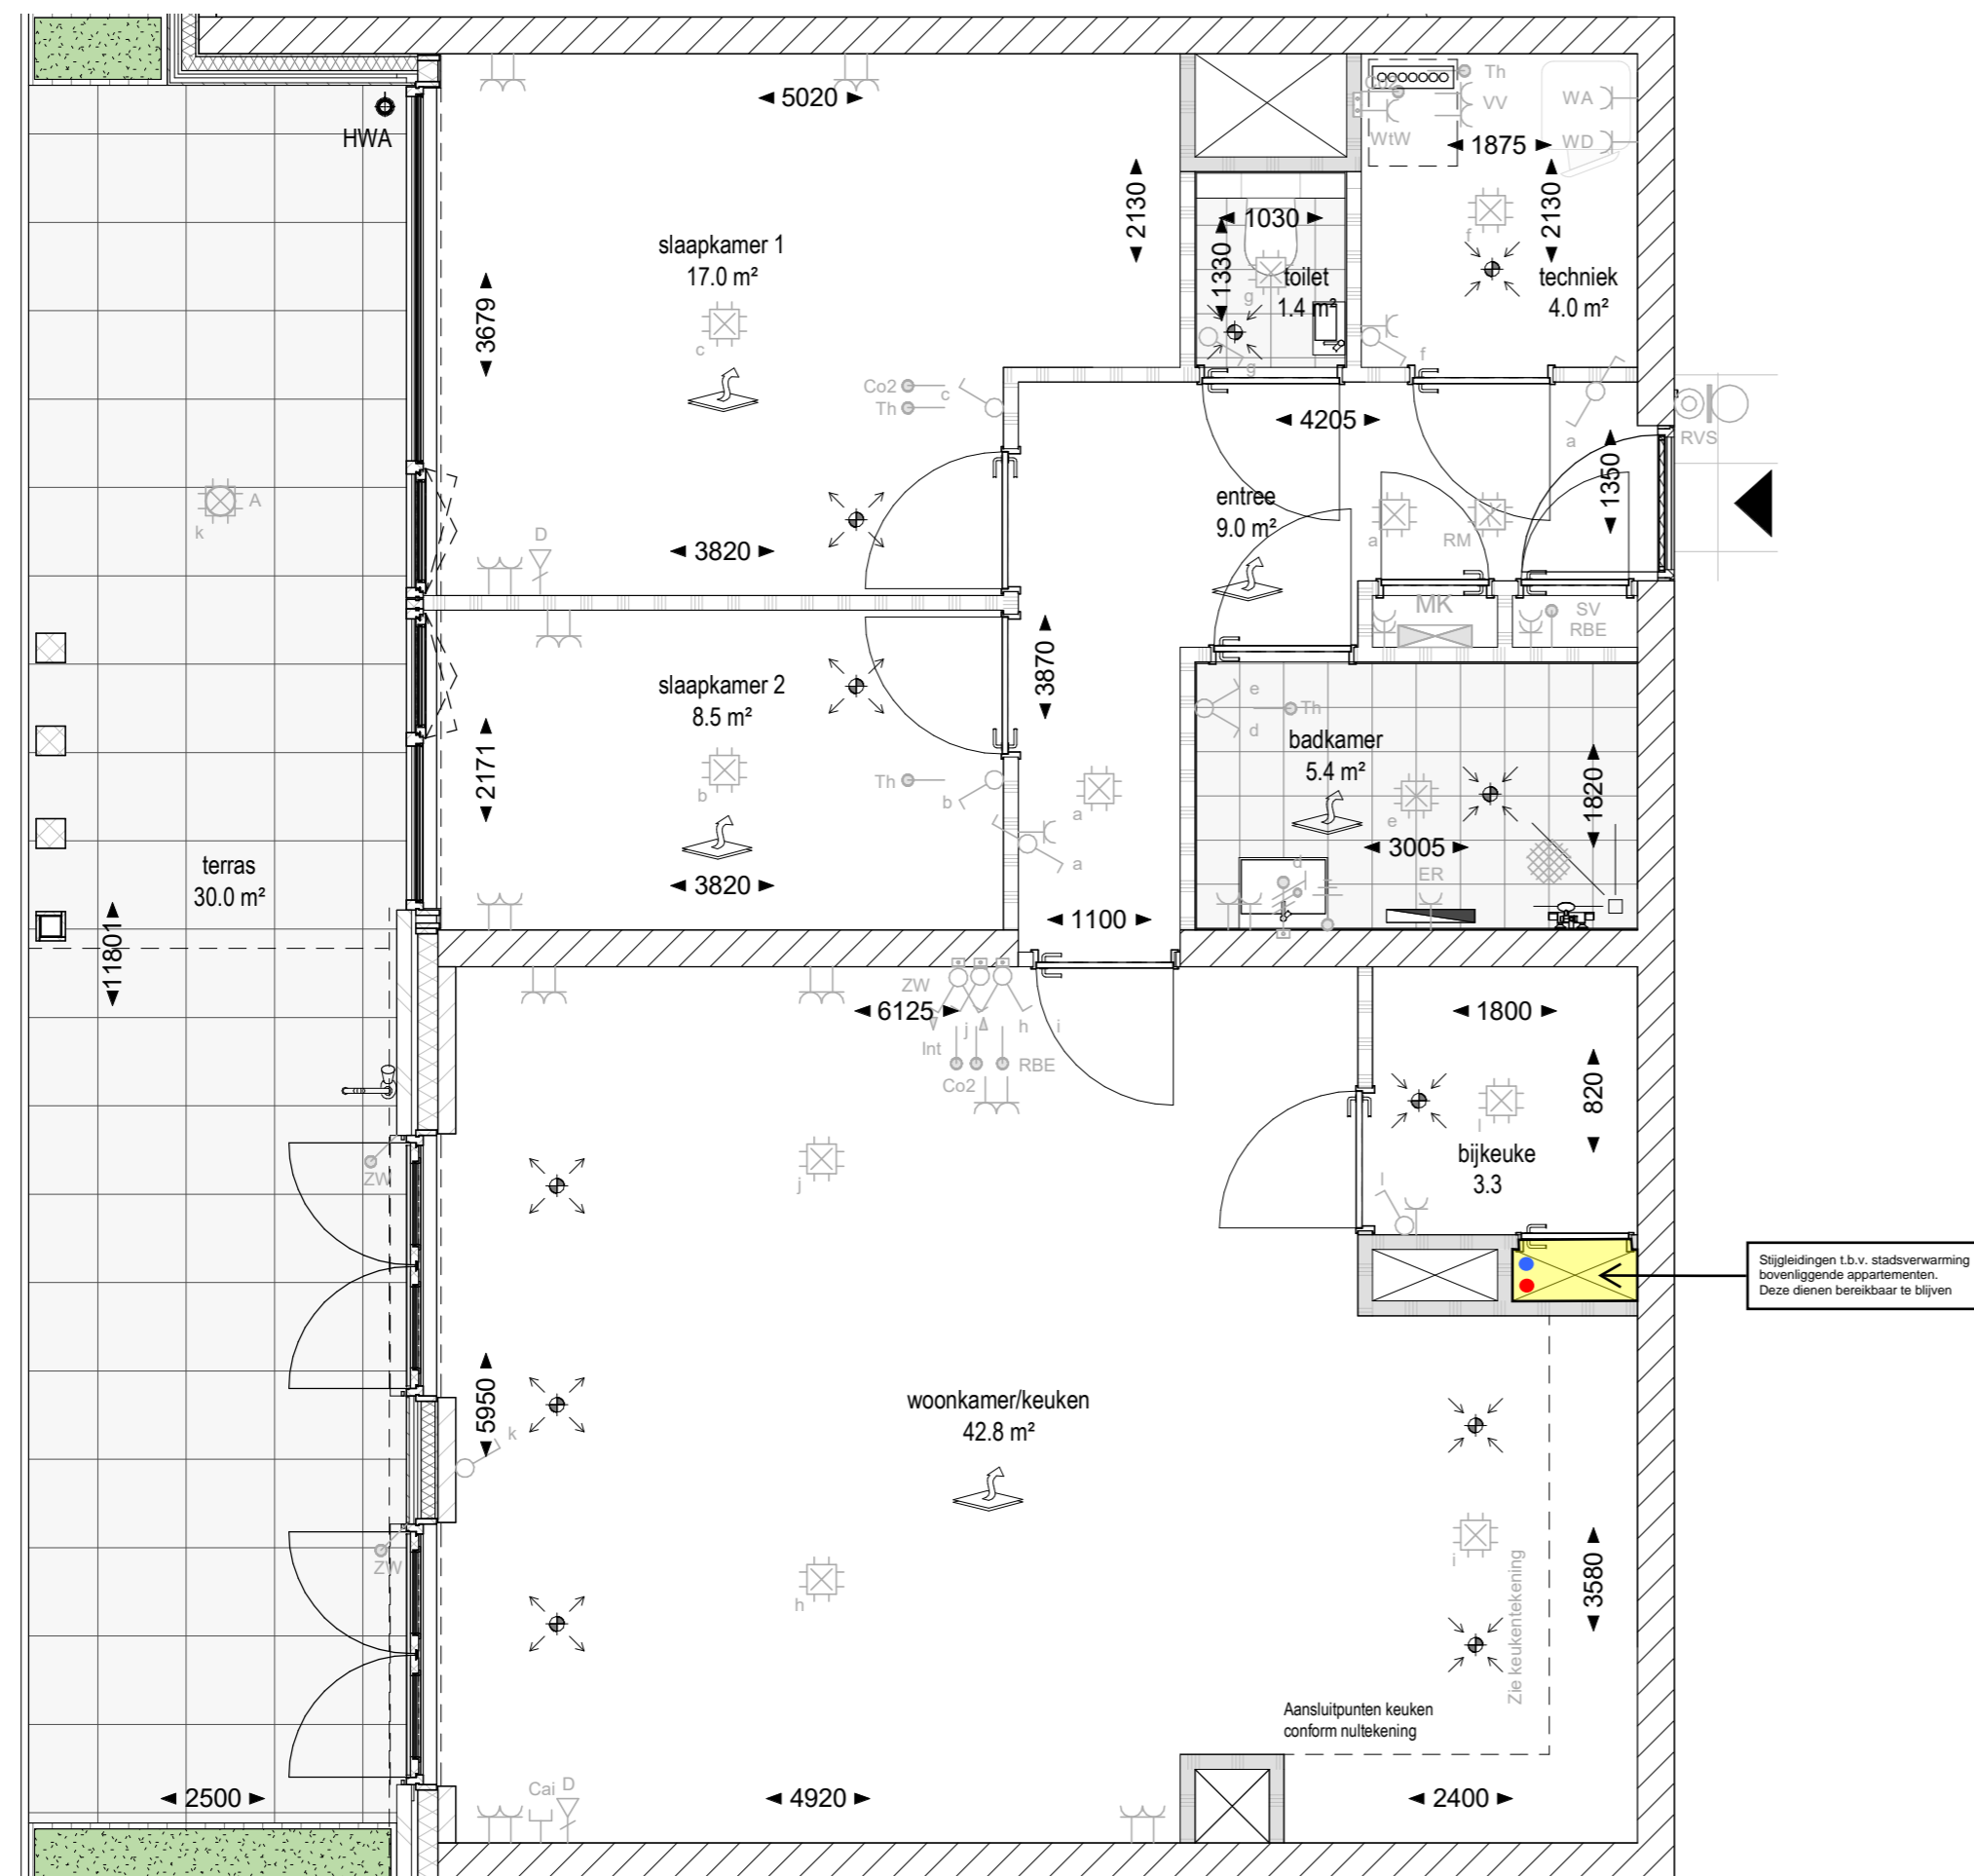 HWA
5020
Th
Co2
VV
WtW
WA
WD
1875
2130
2130
1030
1330
slaapkamer 1
17.0 m²
c
3679
toilet
1.4 m²
g
g
f
techniek
4.0 m²
f
Co2
Th
c
4205
a
RVS
1350
entree
9.0 m²
a
RM
A
k
D
3820
MK
SV
RBE
3870
slaapkamer 2
8.5 m²
b
2171
Th
b
3820
a
a
e
d
Th
badkamer
5.4 m²
e
1820
3005
d
ER
terras
30.0 m²
11801
1100
ZW
6125
j
h
i
Int
Co2
RBE
1800
820
l
bijkeuke
3.3
l
ZW
j
Stijgleidingen t.b.v. stadsverwarming
bovenliggende appartementen.
Deze dienen bereikbaar te blijven
5950
k
woonkamer/keuken
42.8 m²
ZW
h
i
3580
Zie keukentekening
Aansluitpunten keuken
conform nultekening
2500
Cai
D
4920
2400